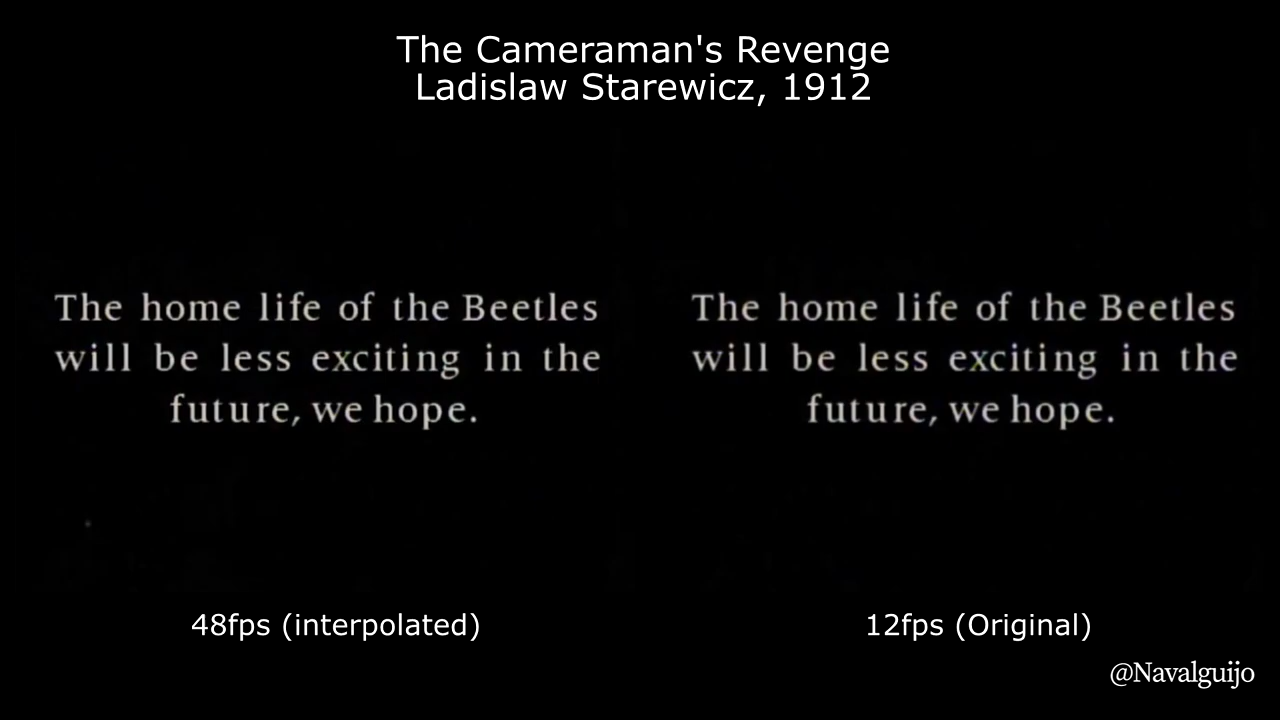 The Cameraman's Revenge
Ladislaw Starewicz, 1912
The home life of the Beetles
will be less exciting in the
future, we hope.
The home life of the Beetles
will be less exciting in the
future, we hope.
48fps (interpolated)
12fps (Original)
@Navalguijo